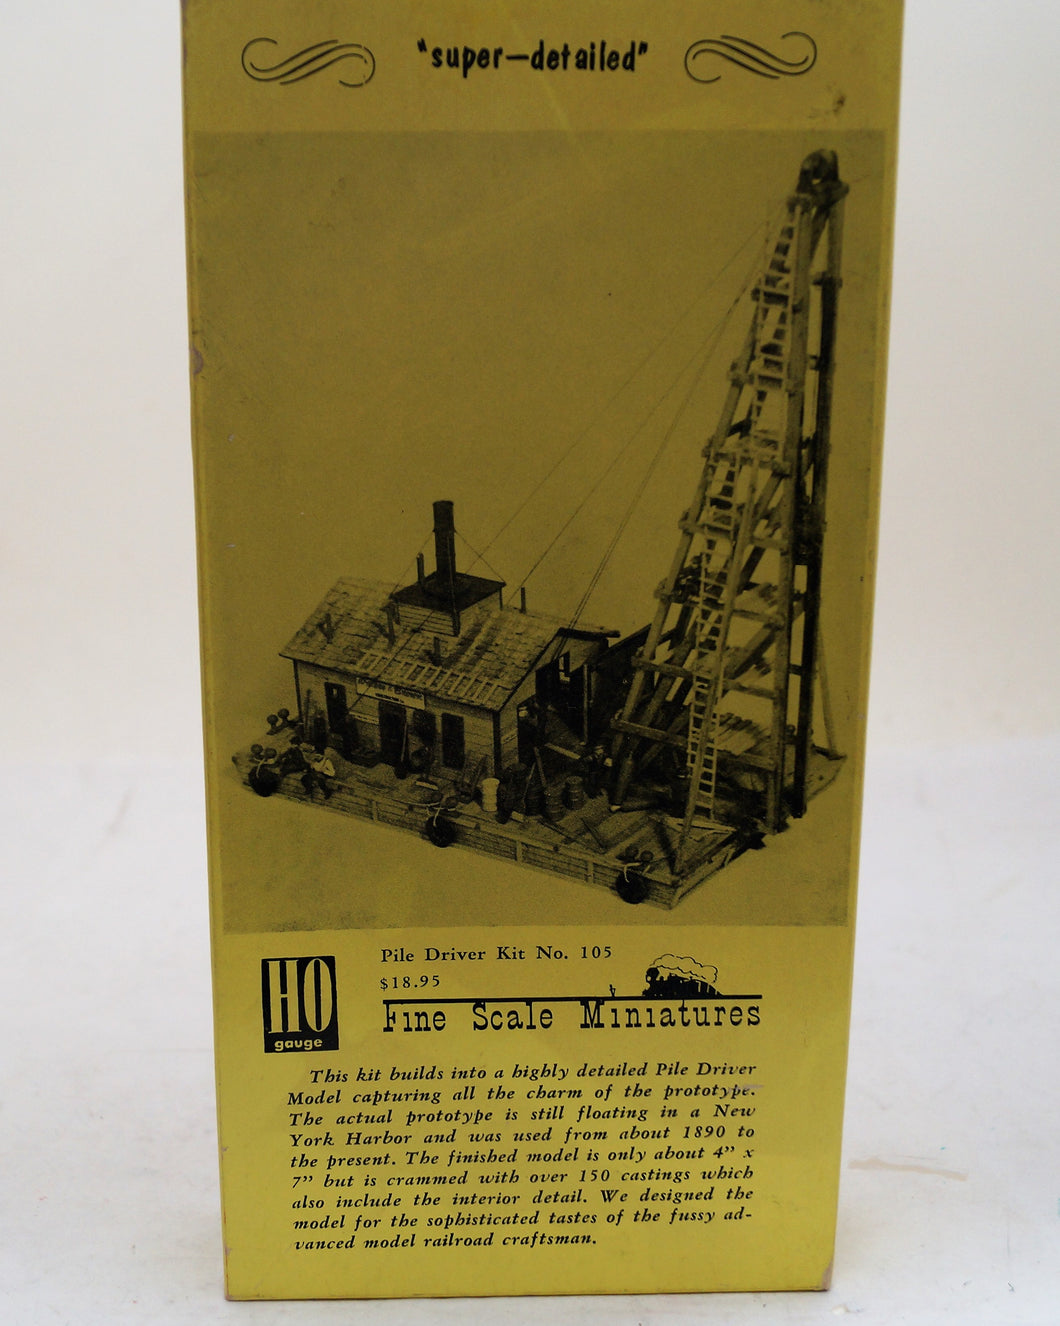 "super—detailed"
HO
gauge
Pile Driver Kit No. 105
$18.95
Fine Scale Miniatures
This kit builds into a highly detailed Pile Driver
Model capturing all the charm of the prototype.
The actual prototype is still floating in a New
York Harbor and was used from about 1890 to
the present. The finished model is only about 4” x
7” but is crammed with over 150 castings which
also include the interior detail. We designed the
model for the sophisticated tastes of the fussy ad-
vanced model railroad craftsman.